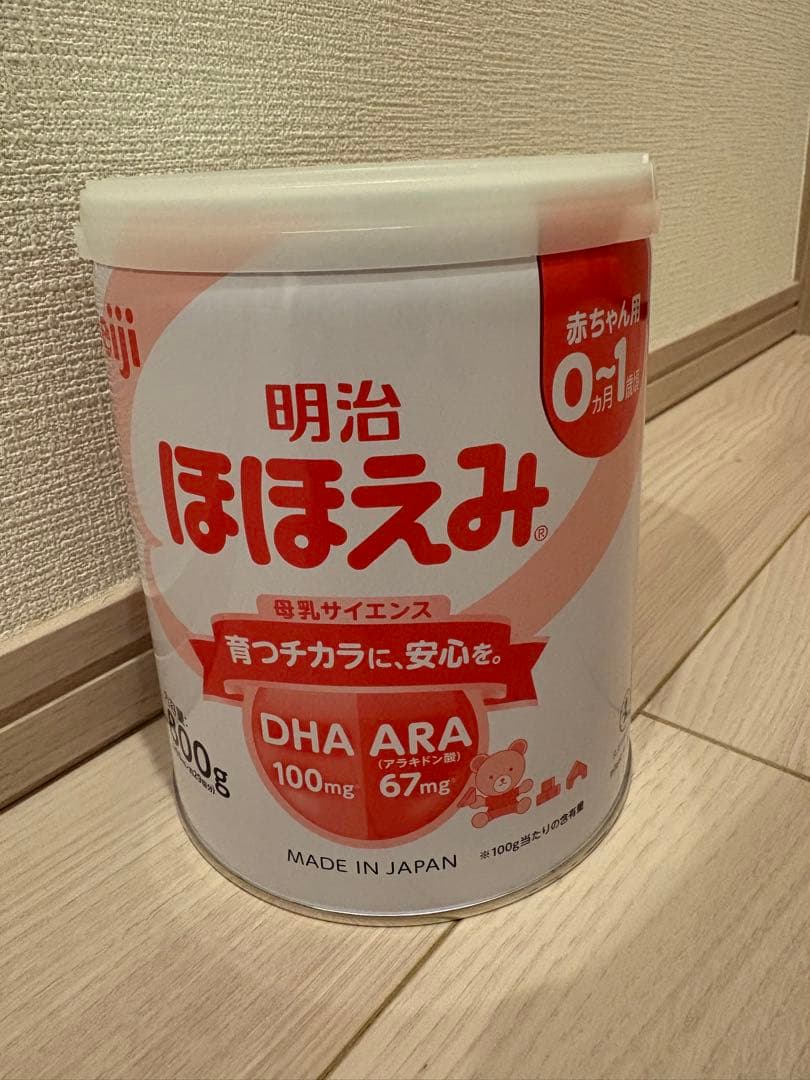 eiji
赤ちゃん用
0カ月~1歳頃
明治
ほほえみ®
母乳サイエンス
育つチカラに、安心を。
DHA
100mg※
ARA
(アラキドン酸)
67mg※
800g
MADE IN JAPAN
※100g当たりの含有量